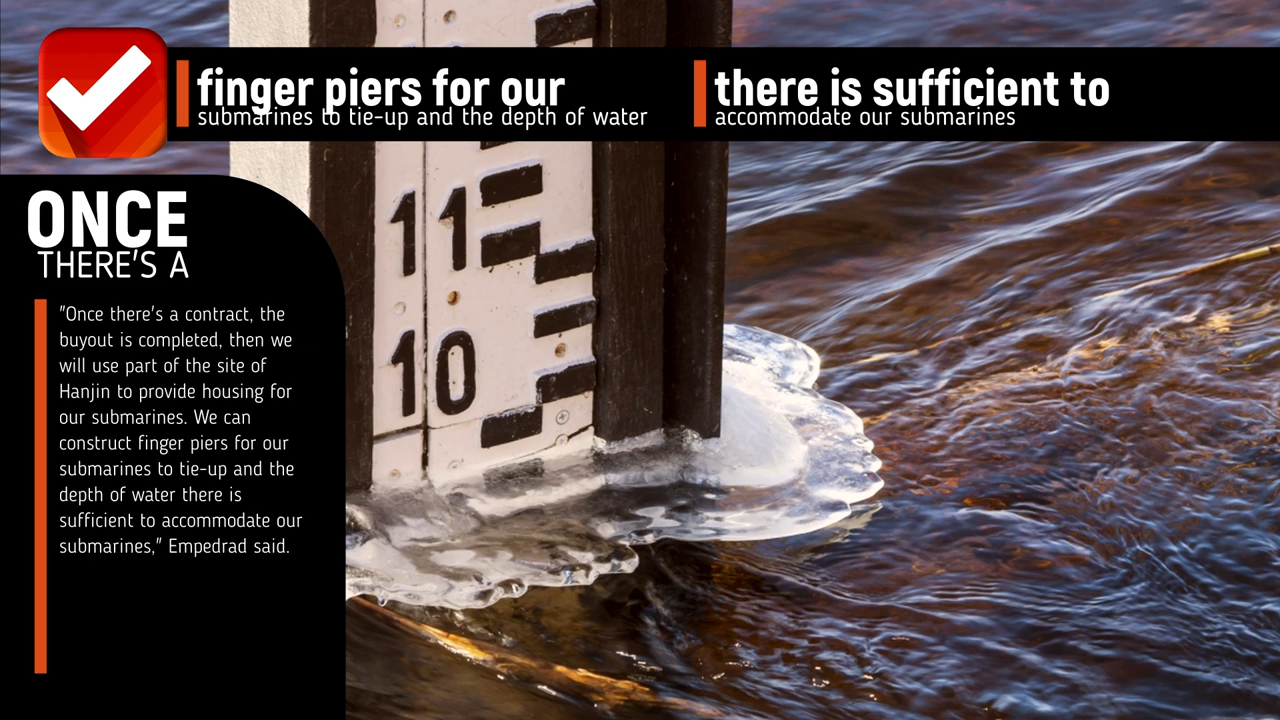 finger piers for our
submarines to tie-up and the depth of water
there is sufficient to
accommodate our submarines
ONCE
THERE'S A
"Once there's a contract, the
buyout is completed, then we
will use part of the site of
Hanjin to provide housing for
our submarines. We can
construct finger piers for our
submarines to tie-up and the
depth of water there is
sufficient to accommodate our
submarines," Empedrad said.
11
10